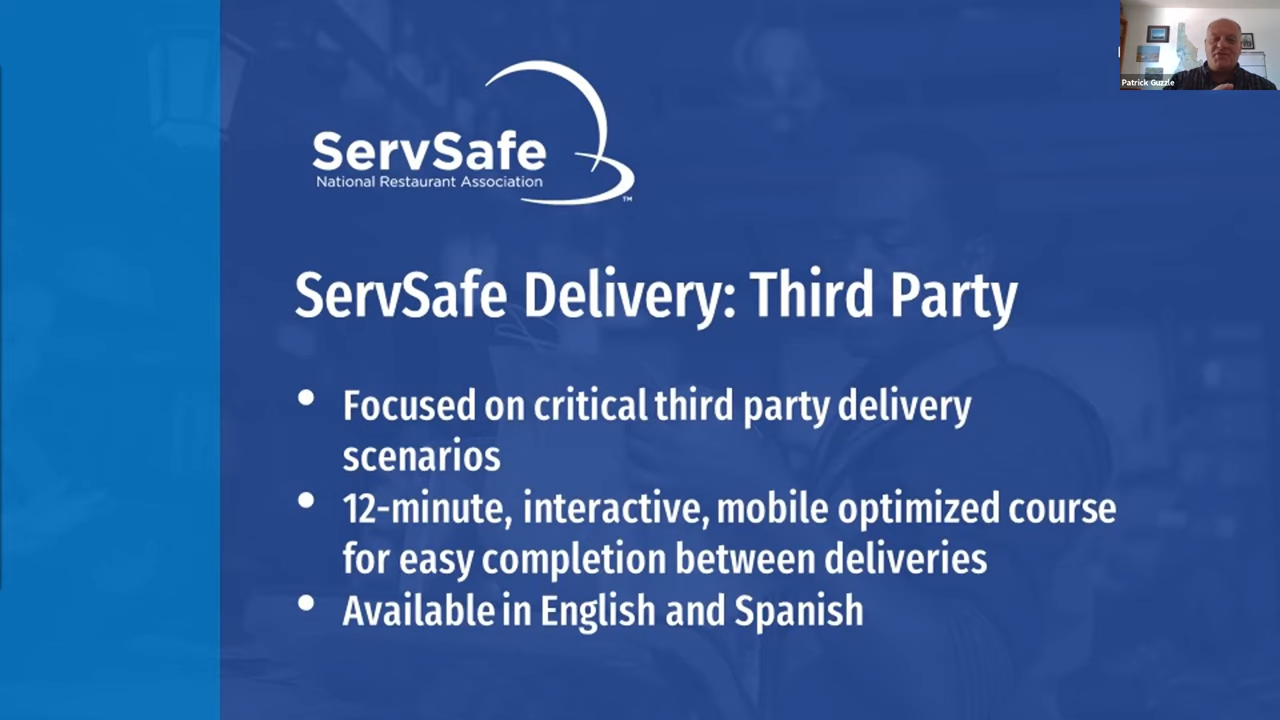 Patrick Guzzle
ServSafe
National Restaurant Association
™
ServSafe Delivery: Third Party
• Focused on critical third party delivery
scenarios
• 12-minute, interactive, mobile optimized course
for easy completion between deliveries
• Available in English and Spanish